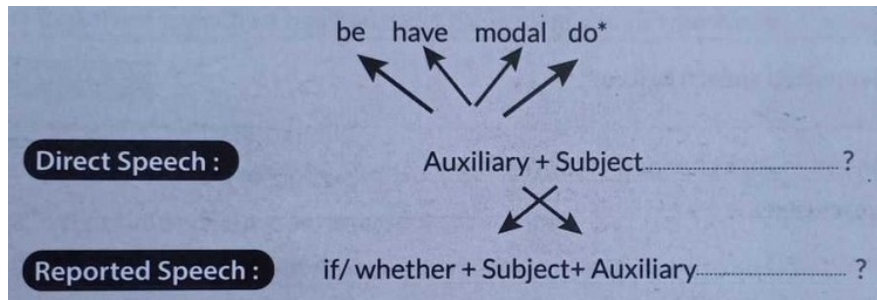 be have modal do*
Direct Speech : Auxiliary + Subject..........................................?
Reported Speech : if/ whether + Subject+ Auxiliary................................. ?